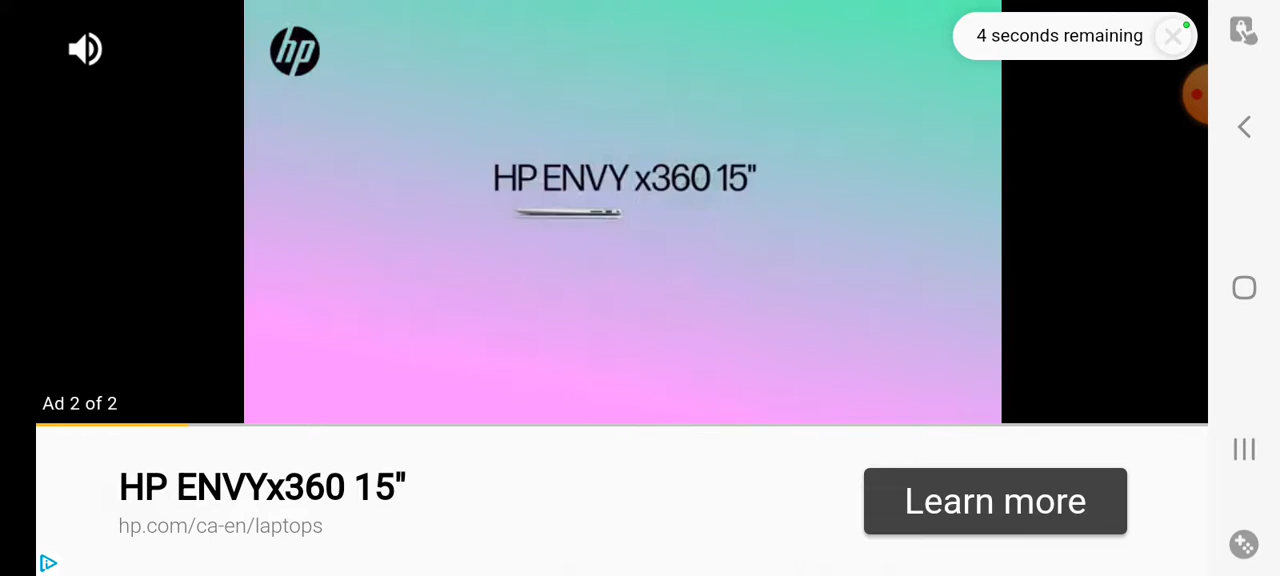 hp
4 seconds remaining
HP ENVY x360 15"
Ad 2 of 2
HP ENVYx360 15"
hp.com/ca-en/laptops
Learn more